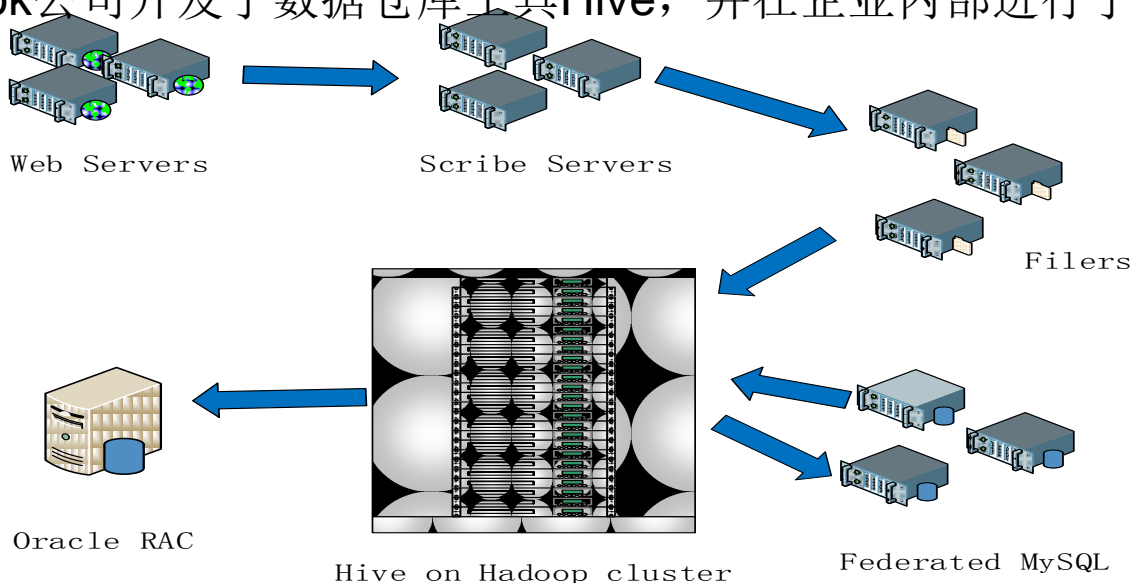 ok公司开发了数据仓库工具Hive，并在企业内部进行了
Web Servers
Scribe Servers
Filers
Oracle RAC
Hive on Hadoop cluster
Federated MySQL